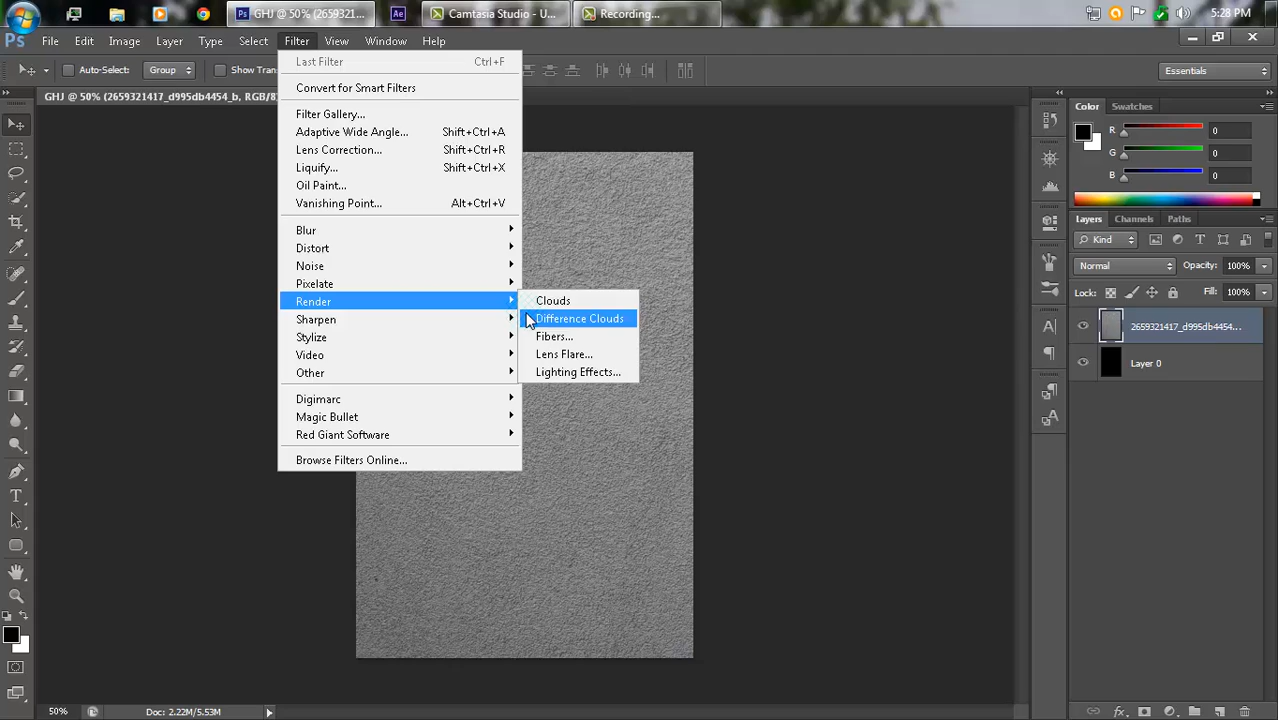 GHJ @ 50% (2659321...
Ae
Camtasia Studio - U...
Recording...
5:28 PM
Ps
File Edit Image Layer Type Select Filter View Window Help
Auto-Select: Group Show Tran
Essentials
GHJ @ 50% (2659321417_d995db4454_b, RGB/8
Last Filter Ctrl+F
Convert for Smart Filters
Filter Gallery...
Adaptive Wide Angle... Shift+Ctrl+A
Lens Correction... Shift+Ctrl+R
Liquify... Shift+Ctrl+X
Oil Paint...
Vanishing Point... Alt+Ctrl+V
Blur
Distort
Noise
Pixelate
Render
Sharpen
Stylize
Video
Other
Digimarc
Magic Bullet
Red Giant Software
Browse Filters Online...
Clouds
Difference Clouds
Fibers...
Lens Flare...
Lighting Effects...
Color Swatches
R 0
G 0
B 0
Layers Channels Paths
Kind
Normal Opacity: 100%
Lock: Fill: 100%
2659321417_d995db4454...
Layer 0
50% Doc: 2.22M/5.53M